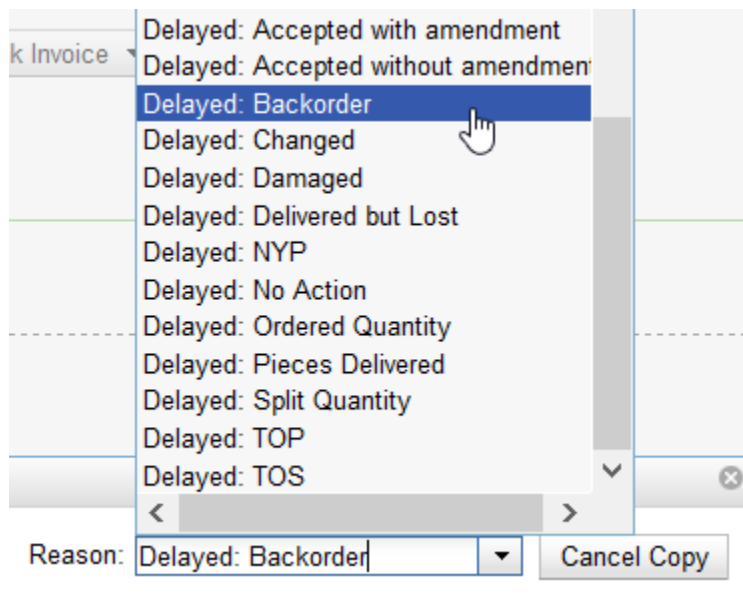 Delayed: Accepted with amendment
k Invoice
Delayed: Accepted without amendment
Delayed: Backorder
Delayed: Changed
Delayed: Damaged
Delayed: Delivered but Lost
Delayed: NYP
Delayed: No Action
Delayed: Ordered Quantity
Delayed: Pieces Delivered
Delayed: Split Quantity
Delayed: TOP
Delayed: TOS
Reason: Delayed: Backorder Cancel Copy